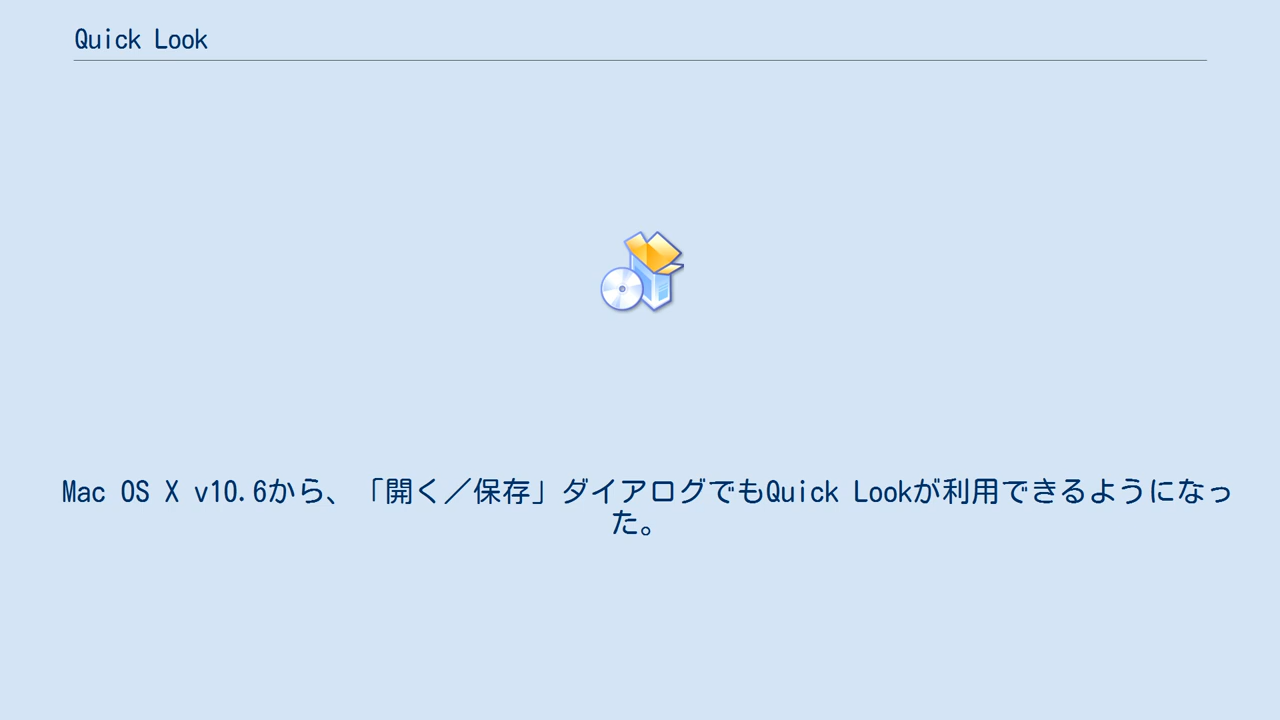 Quick Look
Mac OS X v10.6から、「開く／保存」ダイアログでもQuick Lookが利用できるようになっ
た。